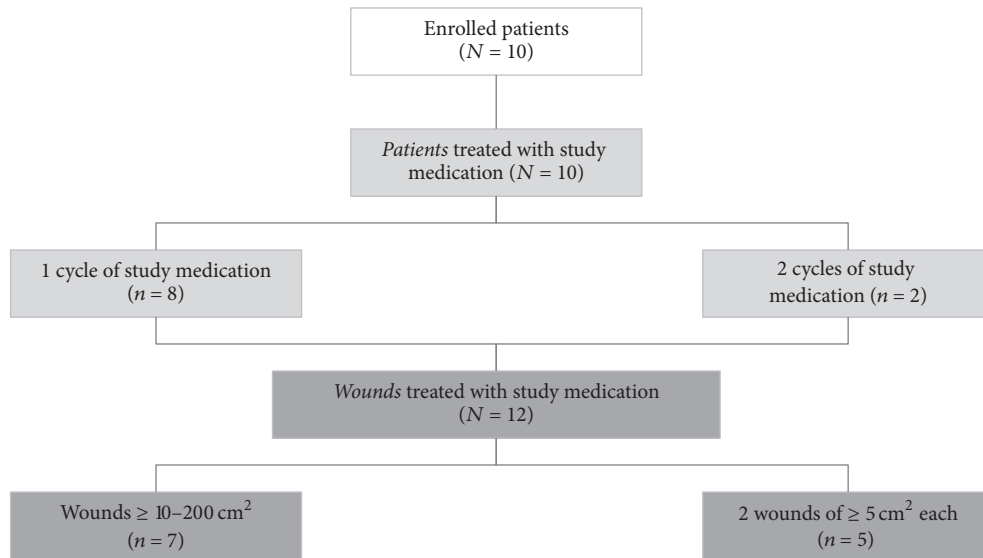 Enrolled patients
(N = 10)
Patients treated with study
medication (N = 10)
1 cycle of study medication
(n = 8)
2 cycles of study
medication (n = 2)
Wounds treated with study medication
(N = 12)
Wounds ≥ 10–200 cm²
(n = 7)
2 wounds of ≥ 5 cm² each
(n = 5)